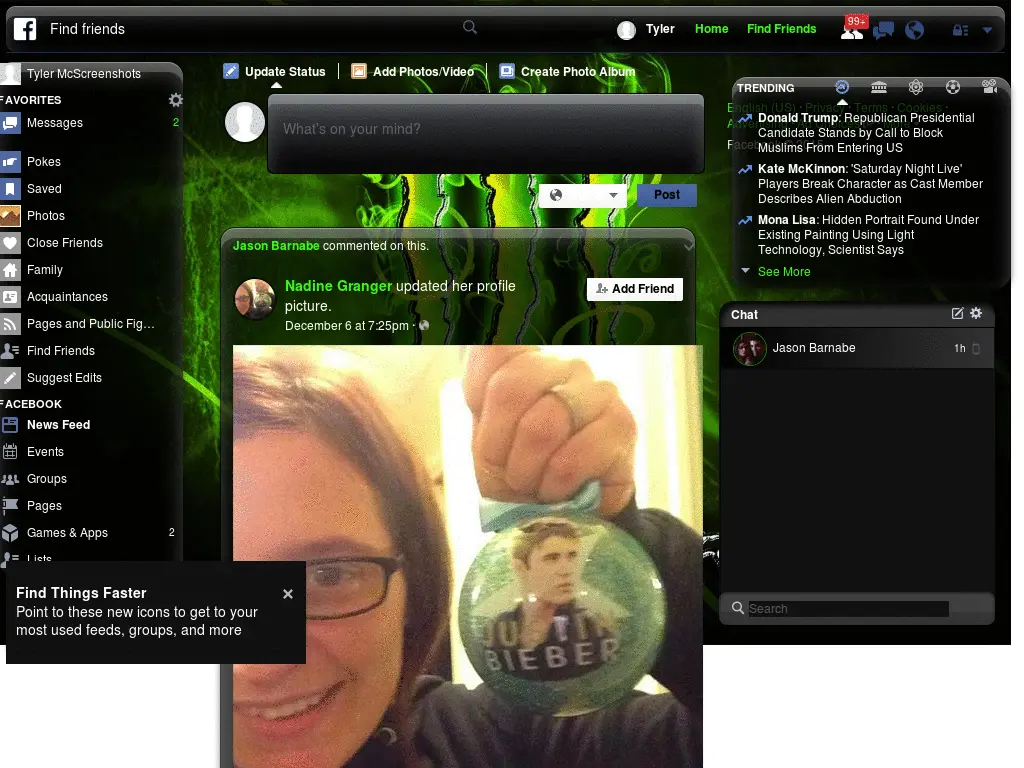 Find friends
Tyler
Home
Find Friends
99+
Tyler McScreenshots
FAVORITES
Messages
2
Pokes
Saved
Photos
Close Friends
Family
Acquaintances
Pages and Public Fig...
Find Friends
Suggest Edits
FACEBOOK
News Feed
Events
Groups
Pages
Games & Apps
2
Lists
Find Things Faster
Point to these new icons to get to your
most used feeds, groups, and more
Update Status
Add Photos/Video
Create Photo Album
What's on your mind?
Post
Jason Barnabe commented on this.
Nadine Granger updated her profile
picture.
December 6 at 7:25pm ·
Add Friend
JUSTIN
BIEBER
TRENDING
English (US) · Privacy · Terms · Cookies ·
Donald Trump: Republican Presidential
Candidate Stands by Call to Block
Muslims From Entering US
Kate McKinnon: 'Saturday Night Live'
Players Break Character as Cast Member
Describes Alien Abduction
Mona Lisa: Hidden Portrait Found Under
Existing Painting Using Light
Technology, Scientist Says
See More
Chat
Jason Barnabe
1h
Search